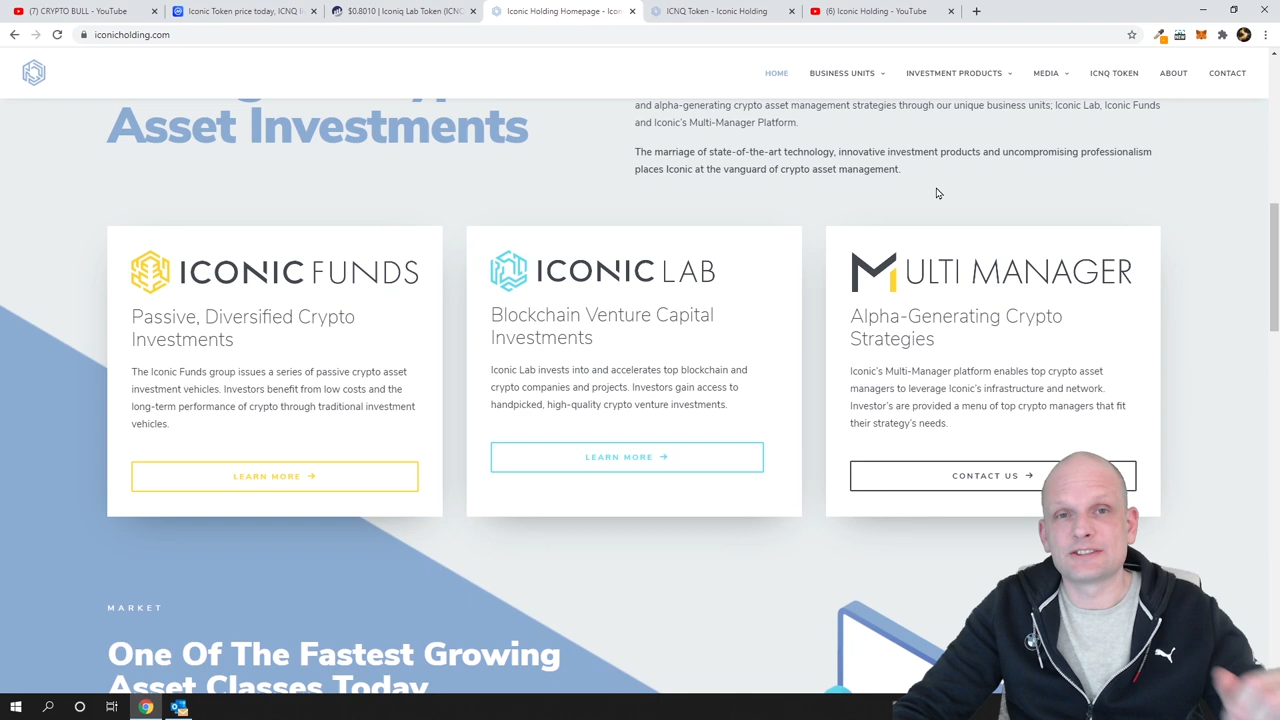 (7) CRYPTO BULL - YouTube
Iconic Token price today, ICNQ li
$0.8010 | Iconiq Lab Token (ICNQ
Iconic Holding Homepage - Icon
ICNQ Token - Iconic Holding
(6) Iconic Holding - YouTube
iconicholding.com
HOME
BUSINESS UNITS
INVESTMENT PRODUCTS
MEDIA
ICNQ TOKEN
ABOUT
CONTACT
Asset Investments
and alpha-generating crypto asset management strategies through our unique business units; Iconic Lab, Iconic Funds
and Iconic's Multi-Manager Platform.
The marriage of state-of-the-art technology, innovative investment products and uncompromising professionalism
places Iconic at the vanguard of crypto asset management.
ICONIC FUNDS
Passive, Diversified Crypto
Investments
The Iconic Funds group issues a series of passive crypto asset
investment vehicles. Investors benefit from low costs and the
long-term performance of crypto through traditional investment
vehicles.
LEARN MORE →
ICONIC LAB
Blockchain Venture Capital
Investments
Iconic Lab invests into and accelerates top blockchain and
crypto companies and projects. Investors gain access to
handpicked, high-quality crypto venture investments.
LEARN MORE →
MULTI MANAGER
Alpha-Generating Crypto
Strategies
Iconic's Multi-Manager platform enables top crypto asset
managers to leverage Iconic's infrastructure and network.
Investor's are provided a menu of top crypto managers that fit
their strategy's needs.
CONTACT US →
MARKET
One Of The Fastest Growing
Asset Classes Today